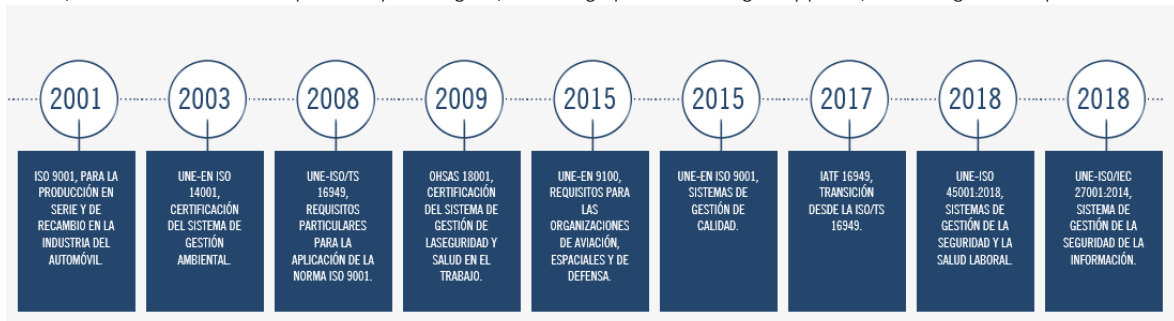 2001
2003
2008
2009
2015
2015
2017
2018
2018
ISO 9001, PARA LA
PRODUCCIÓN EN
SERIE Y DE
RECAMBIO EN LA
INDUSTRIA DEL
AUTOMÓVIL.
UNE-EN ISO
14001,
CERTIFICACIÓN
DEL SISTEMA DE
GESTIÓN
AMBIENTAL.
UNE-ISO/TS
16949,
REQUISITOS
PARTICULARES
PARA LA
APLICACIÓN DE LA
NORMA ISO 9001.
OHSAS 18001,
CERTIFICACIÓN
DEL SISTEMA DE
GESTIÓN DE
LASEGURIDAD Y
SALUD EN EL
TRABAJO.
UNE-EN 9100,
REQUISITOS PARA
LAS
ORGANIZACIONES
DE AVIACIÓN,
ESPACIALES Y DE
DEFENSA.
UNE-EN ISO 9001,
SISTEMAS DE
GESTIÓN DE
CALIDAD.
IATF 16949,
TRANSICIÓN
DESDE LA ISO/TS
16949.
UNE-ISO
45001:2018,
SISTEMAS DE
GESTIÓN DE LA
SEGURIDAD Y LA
SALUD LABORAL.
UNE-ISO/IEC
27001:2014,
SISTEMA DE
GESTIÓN DE LA
SEGURIDAD DE LA
INFORMACIÓN.